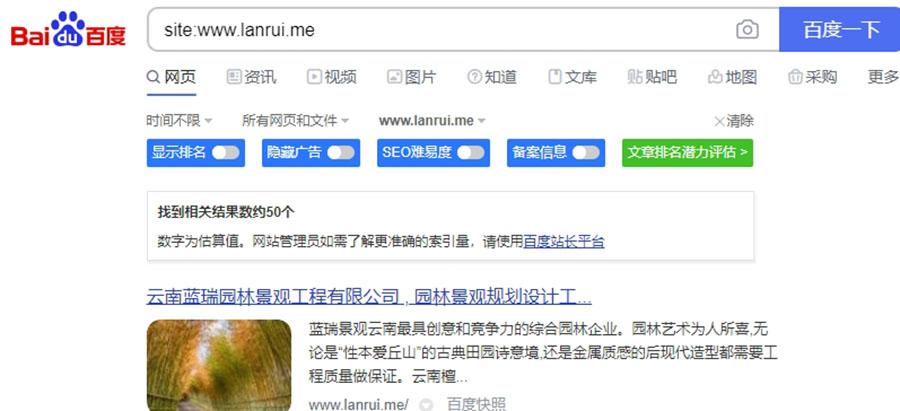 Bai du 百度 site:www.lanrui.me 百度一下
网页 资讯 视频 图片 知道 文库 贴吧 地图 采购 更多
时间不限 所有网页和文件 www.lanrui.me 清除
显示排名 隐藏广告 SEO难易度 备案信息 文章排名潜力评估 >
找到相关结果数约50个
数字为估算值。网站管理员如需了解更准确的索引量，请使用百度站长平台
云南蓝瑞园林景观工程有限公司 , 园林景观规划设计工...
蓝瑞景观云南最具创意和竞争力的综合园林企业。园林艺术为人所喜,无
论是“性本爱丘山”的古典田园诗意境,还是金属质感的后现代造型都需要工
程质量做保证。云南檀...
www.lanrui.me/ 百度快照